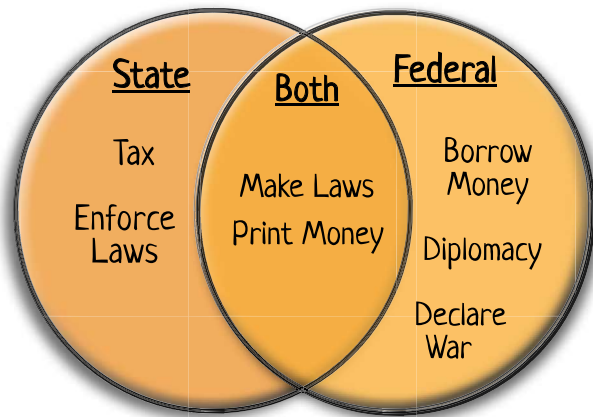 State
Tax
Enforce
Laws
Both
Make Laws
Print Money
Federal
Borrow
Money
Diplomacy
Declare
War